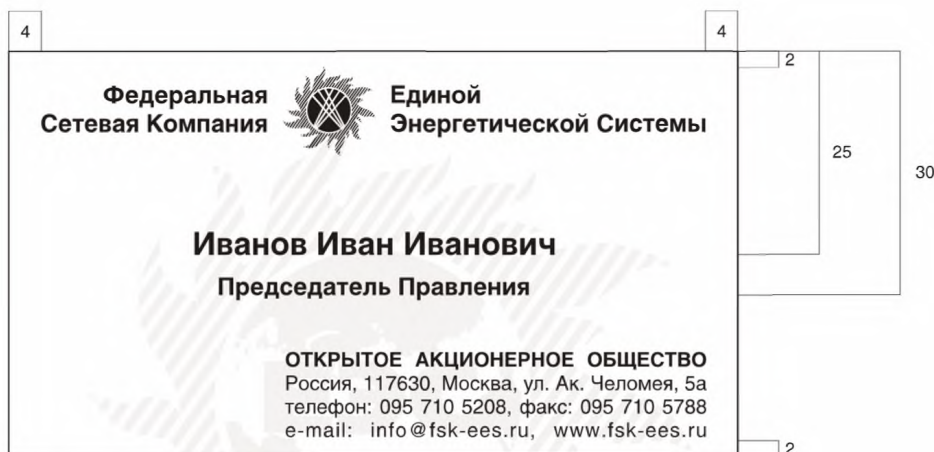 4 4
2
Федеральная Единой
Сетевая Компания Энергетической Системы
25
30
Иванов Иван Иванович
Председатель Правления
ОТКРЫТОЕ АКЦИОНЕРНОЕ ОБЩЕСТВО
Россия, 117630, Москва, ул. Ак. Челомея, 5а
телефон: 095 710 5208, факс: 095 710 5788
e-mail: info@fsk-ees.ru, www.fsk-ees.ru
2